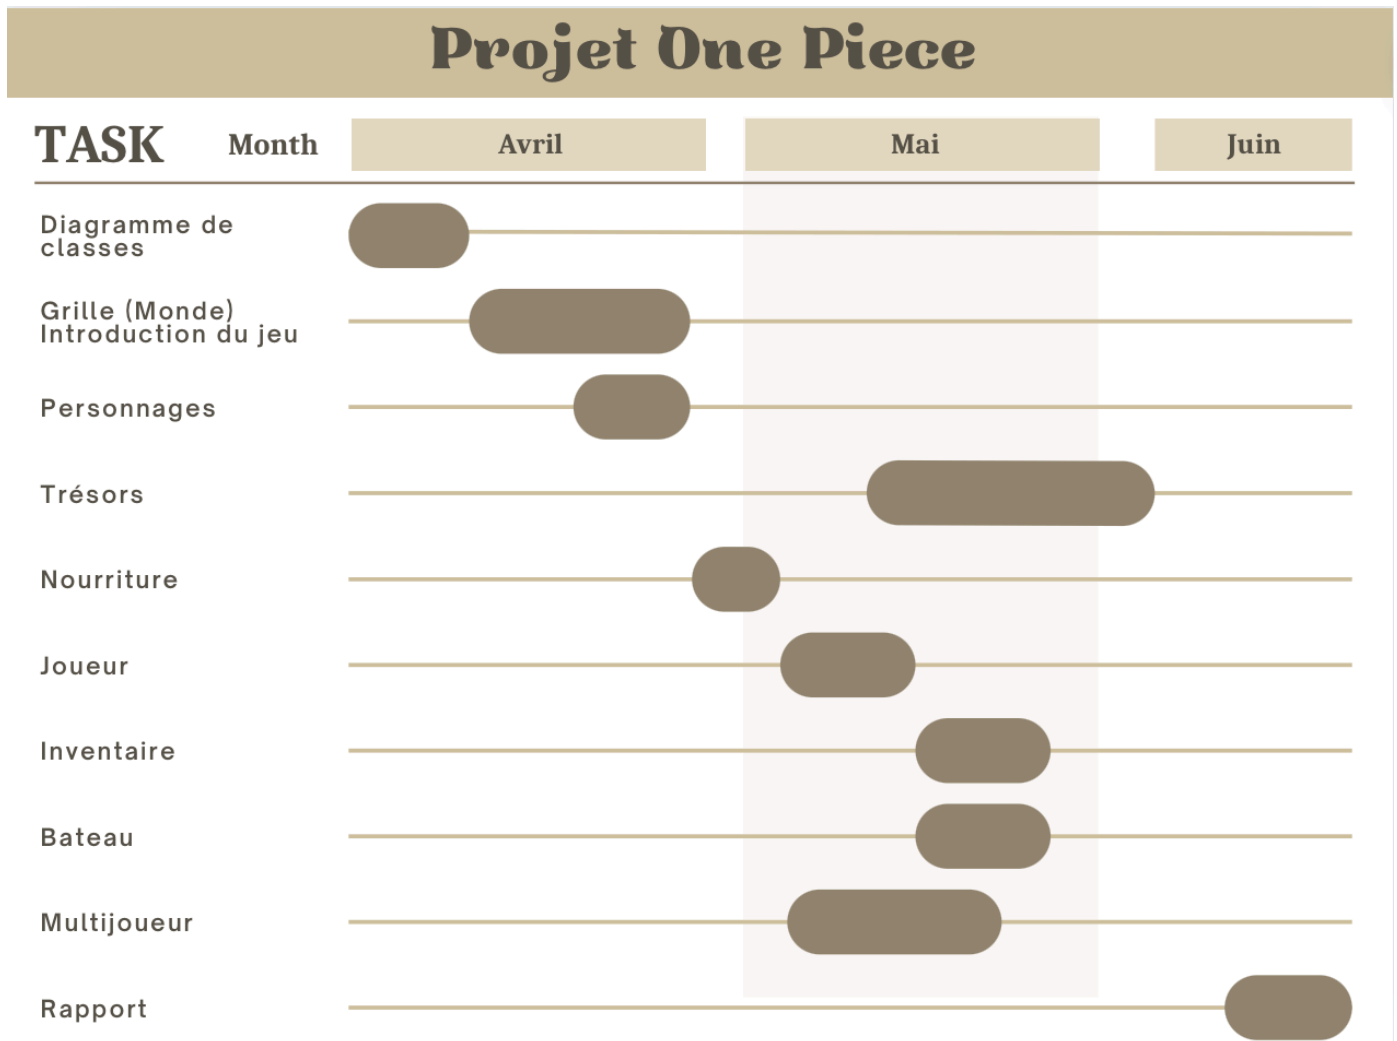 Projet One Piece
TASK Month Avril Mai Juin
Diagramme de
classes
Grille (Monde)
Introduction du jeu
Personnages
Trésors
Nourriture
Joueur
Inventaire
Bateau
Multijoueur
Rapport